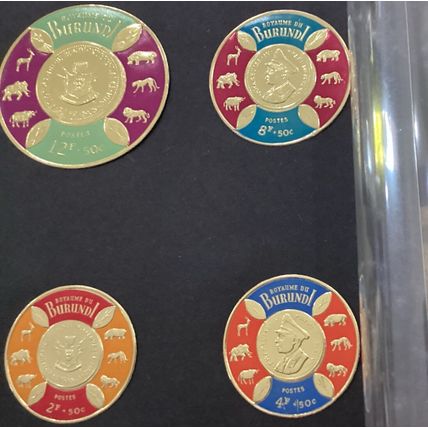 ROYAUME DU
BURUNDI
POSTES
12F + 50c
ROYAUME DU
BURUNDI
POSTES
8F + 50c
ROYAUME DU
BURUNDI
POSTES
2F + 50c
ROYAUME DU
BURUNDI
POSTES
4F + 50c